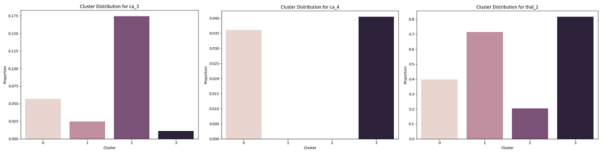 Cluster Distribution for ca_3
Proportion
0.175
0.150
0.125
0.100
0.075
0.050
0.025
0.000
0 1 2 3
Cluster
Cluster Distribution for ca_4
Proportion
0.040
0.035
0.030
0.025
0.020
0.015
0.010
0.005
0.000
0 1 2 3
Cluster
Cluster Distribution for thal_2
Proportion
0.8
0.7
0.6
0.5
0.4
0.3
0.2
0.1
0.0
0 1 2 3
Cluster